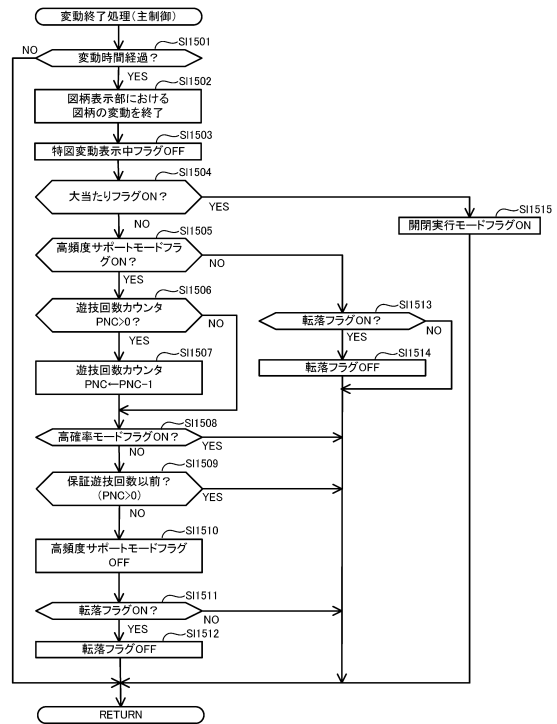 変動終了処理(主制御)
SI1501
変動時間経過？
NO
YES
SI1502
図柄表示部における
図柄の変動を終了
SI1503
特図変動表示中フラグOFF
SI1504
大当たりフラグON？
YES
NO
SI1515
開閉実行モードフラグON
SI1505
高頻度サポートモードフラ
グON？
NO
YES
SI1506
遊技回数カウンタ
PNC>0？
NO
YES
SI1513
転落フラグON？
NO
YES
SI1507
遊技回数カウンタ
PNC←PNC-1
SI1514
転落フラグOFF
SI1508
高確率モードフラグON？
YES
NO
SI1509
保証遊技回数以前？
(PNC>0)
YES
NO
SI1510
高頻度サポートモードフラグ
OFF
SI1511
転落フラグON？
NO
YES
SI1512
転落フラグOFF
RETURN